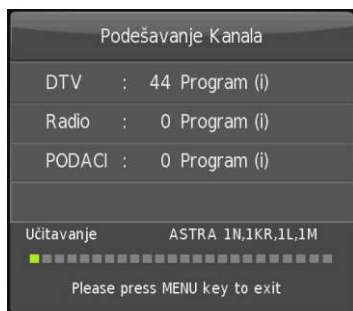 Podešavanje Kanala
DTV : 44 Program (i)
Radio : 0 Program (i)
PODACI : 0 Program (i)
Učitavanje ASTRA 1N,1KR,1L,1M
Please press MENU key to exit